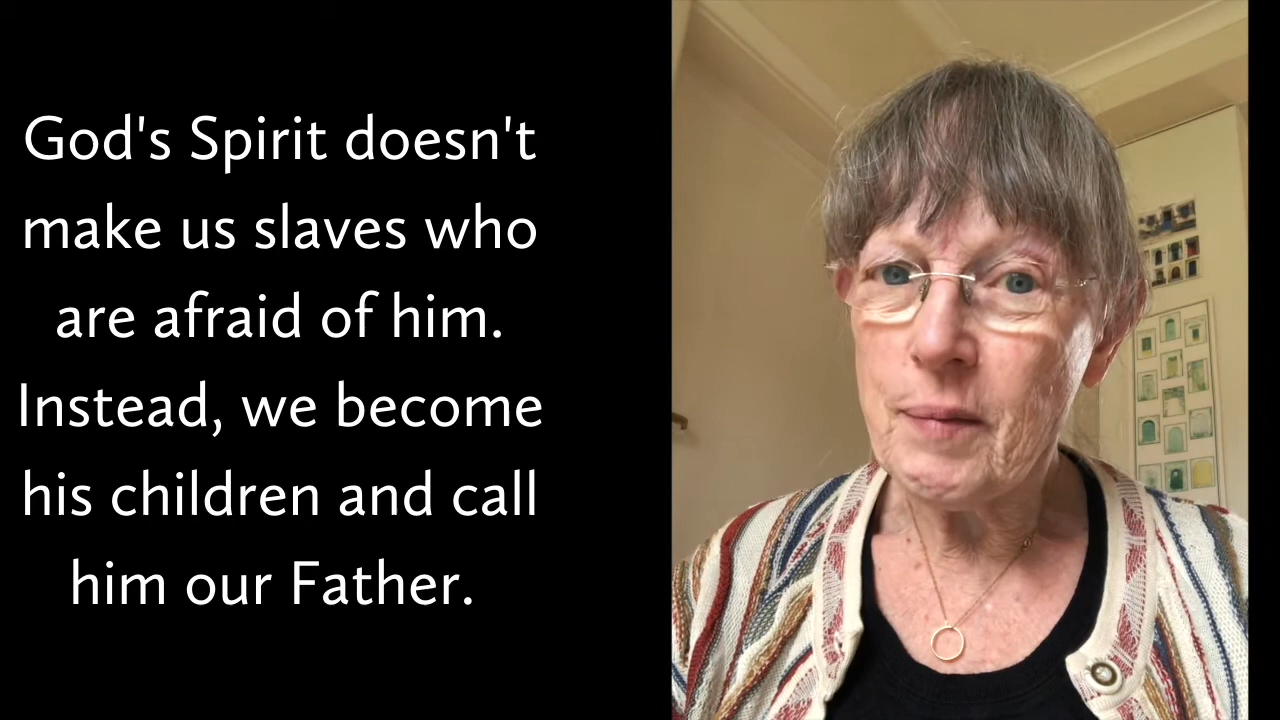 God's Spirit doesn't
make us slaves who
are afraid of him.
Instead, we become
his children and call
him our Father.